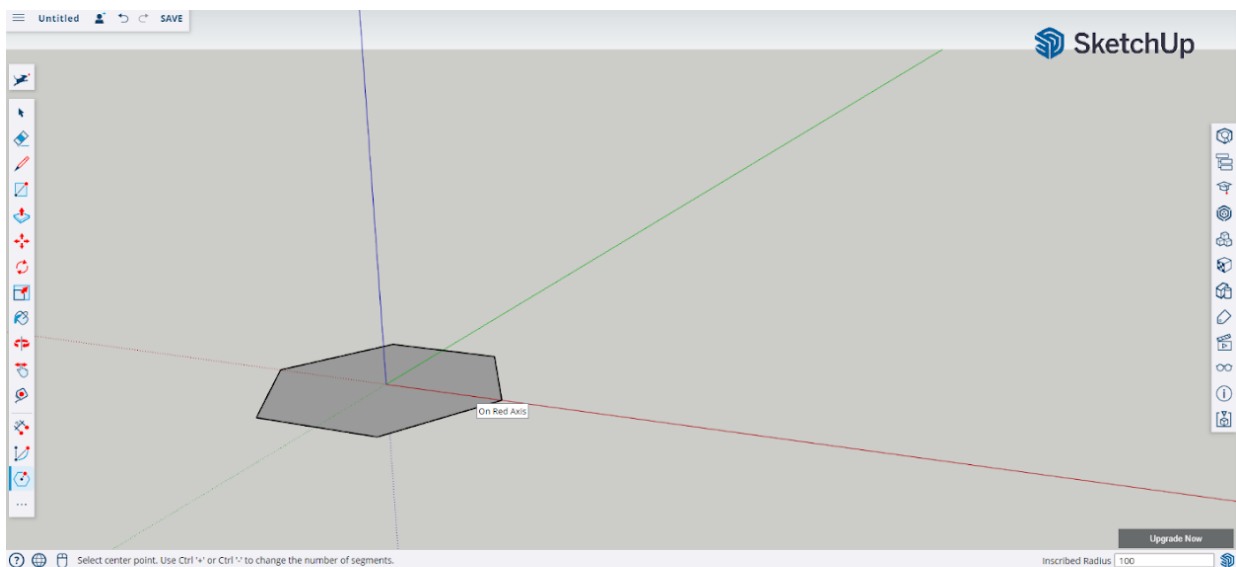 Untitled SAVE
SketchUp
On Red Axis
Upgrade Now
Select center point. Use Ctrl '+' or Ctrl '-' to change the number of segments.
Inscribed Radius 100